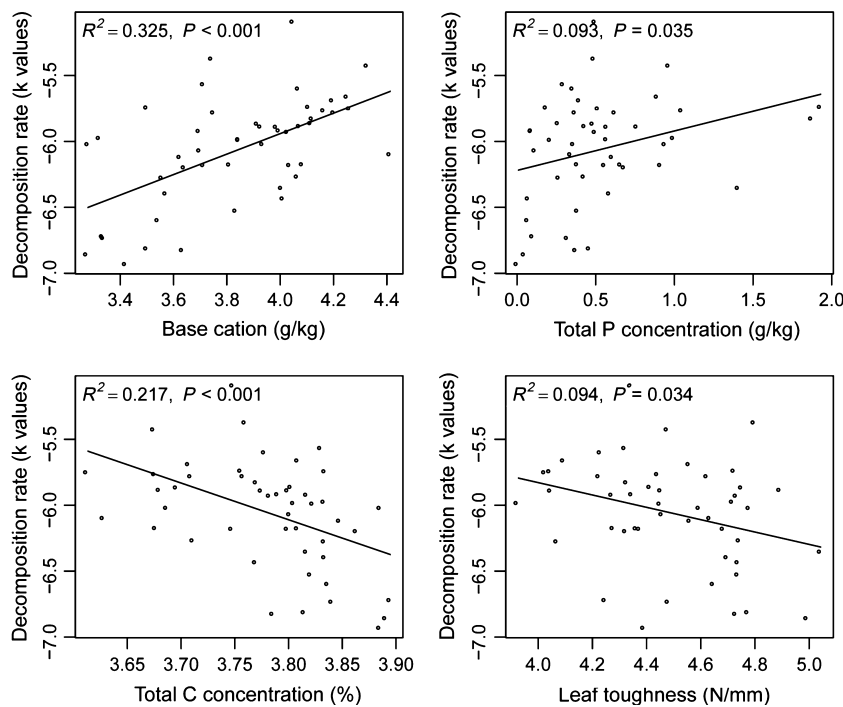 R² = 0.325, P < 0.001
Decomposition rate (k values)
−5.5
−6.0
−6.5
−7.0
3.4 3.6 3.8 4.0 4.2 4.4
Base cation (g/kg)
R² = 0.093, P = 0.035
Decomposition rate (k values)
−5.5
−6.0
−6.5
−7.0
0.0 0.5 1.0 1.5 2.0
Total P concentration (g/kg)
R² = 0.217, P < 0.001
Decomposition rate (k values)
−5.5
−6.0
−6.5
−7.0
3.65 3.70 3.75 3.80 3.85 3.90
Total C concentration (%)
R² = 0.094, P = 0.034
Decomposition rate (k values)
−5.5
−6.0
−6.5
−7.0
4.0 4.2 4.4 4.6 4.8 5.0
Leaf toughness (N/mm)